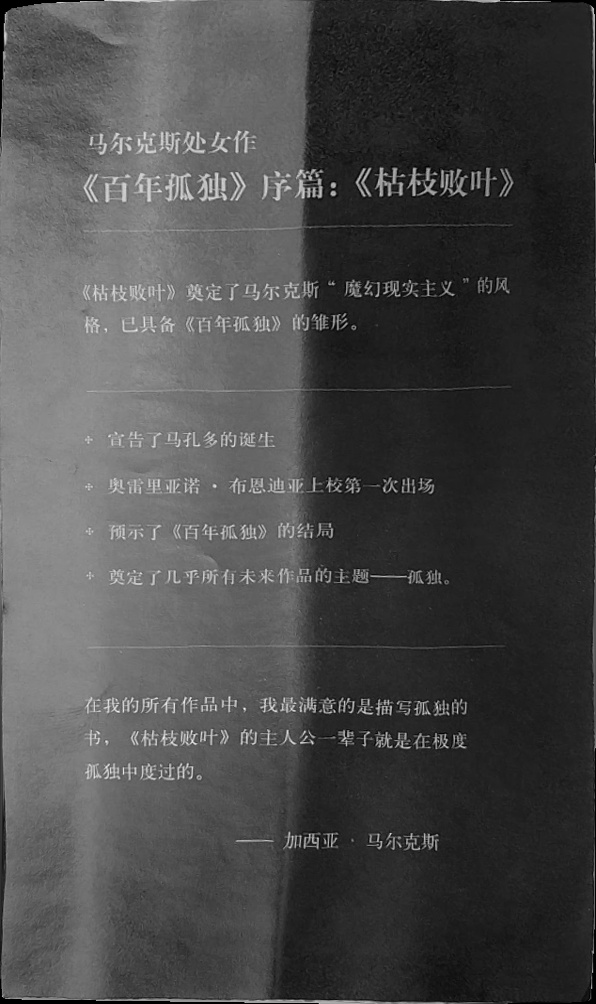 马尔克斯处女作
《百年孤独》序篇：《枯枝败叶》
《枯枝败叶》奠定了马尔克斯“魔幻现实主义”的风
格，已具备《百年孤独》的雏形。
宣告了马孔多的诞生
奥雷里亚诺·布恩迪亚上校第一次出场
预示了《百年孤独》的结局
奠定了几乎所有未来作品的主题——孤独。
在我的所有作品中，我最满意的是描写孤独的
书，《枯枝败叶》的主人公一辈子就是在极度
孤独中度过的。
—— 加西亚·马尔克斯